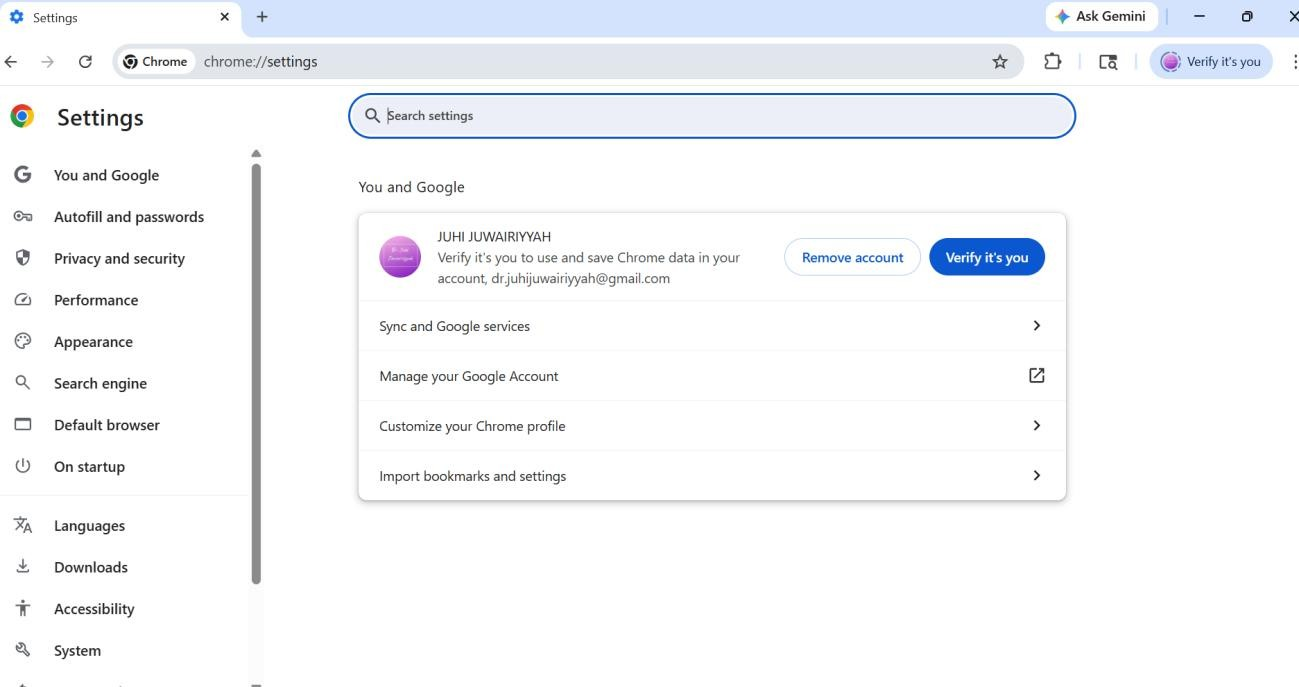 Settings
Ask Gemini
Chrome
chrome://settings
Verify it's you
Settings
Search settings
You and Google
Autofill and passwords
Privacy and security
Performance
Appearance
Search engine
Default browser
On startup
Languages
Downloads
Accessibility
System
You and Google
JUHI JUWAIRIYYAH
Verify it's you to use and save Chrome data in your
account, dr.juhijuwairiyyah@gmail.com
Remove account
Verify it's you
Sync and Google services
Manage your Google Account
Customize your Chrome profile
Import bookmarks and settings